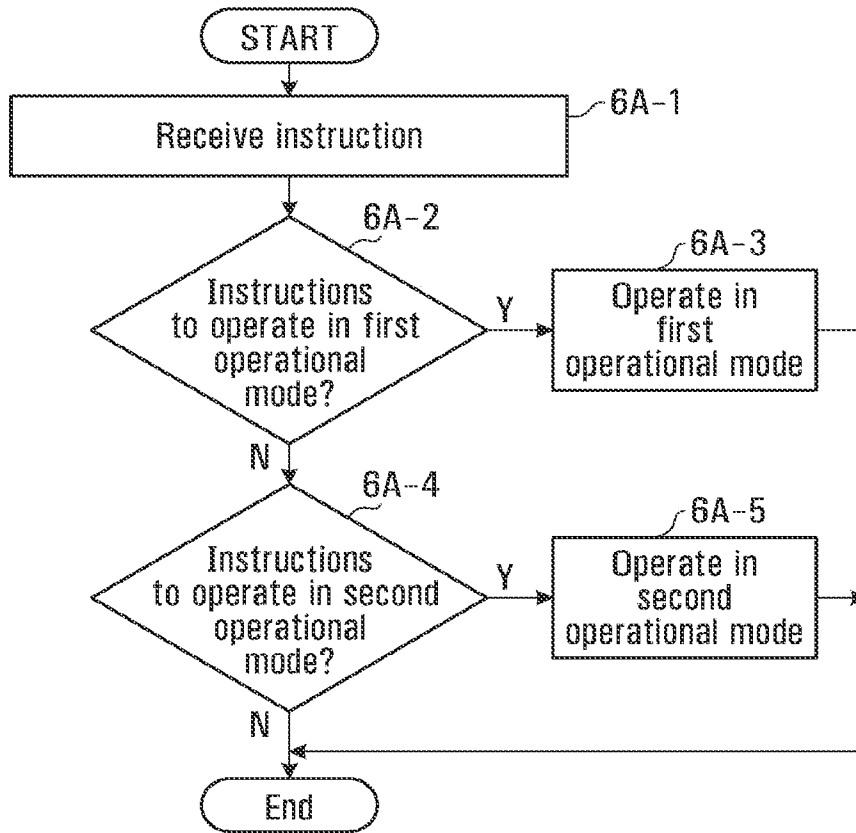 START
6A-1
Receive instruction
6A-2
Instructions
to operate in first
operational
mode?
Y
6A-3
Operate in
first
operational mode
N
6A-4
Instructions
to operate in second
operational
mode?
Y
6A-5
Operate in
second
operational mode
N
End